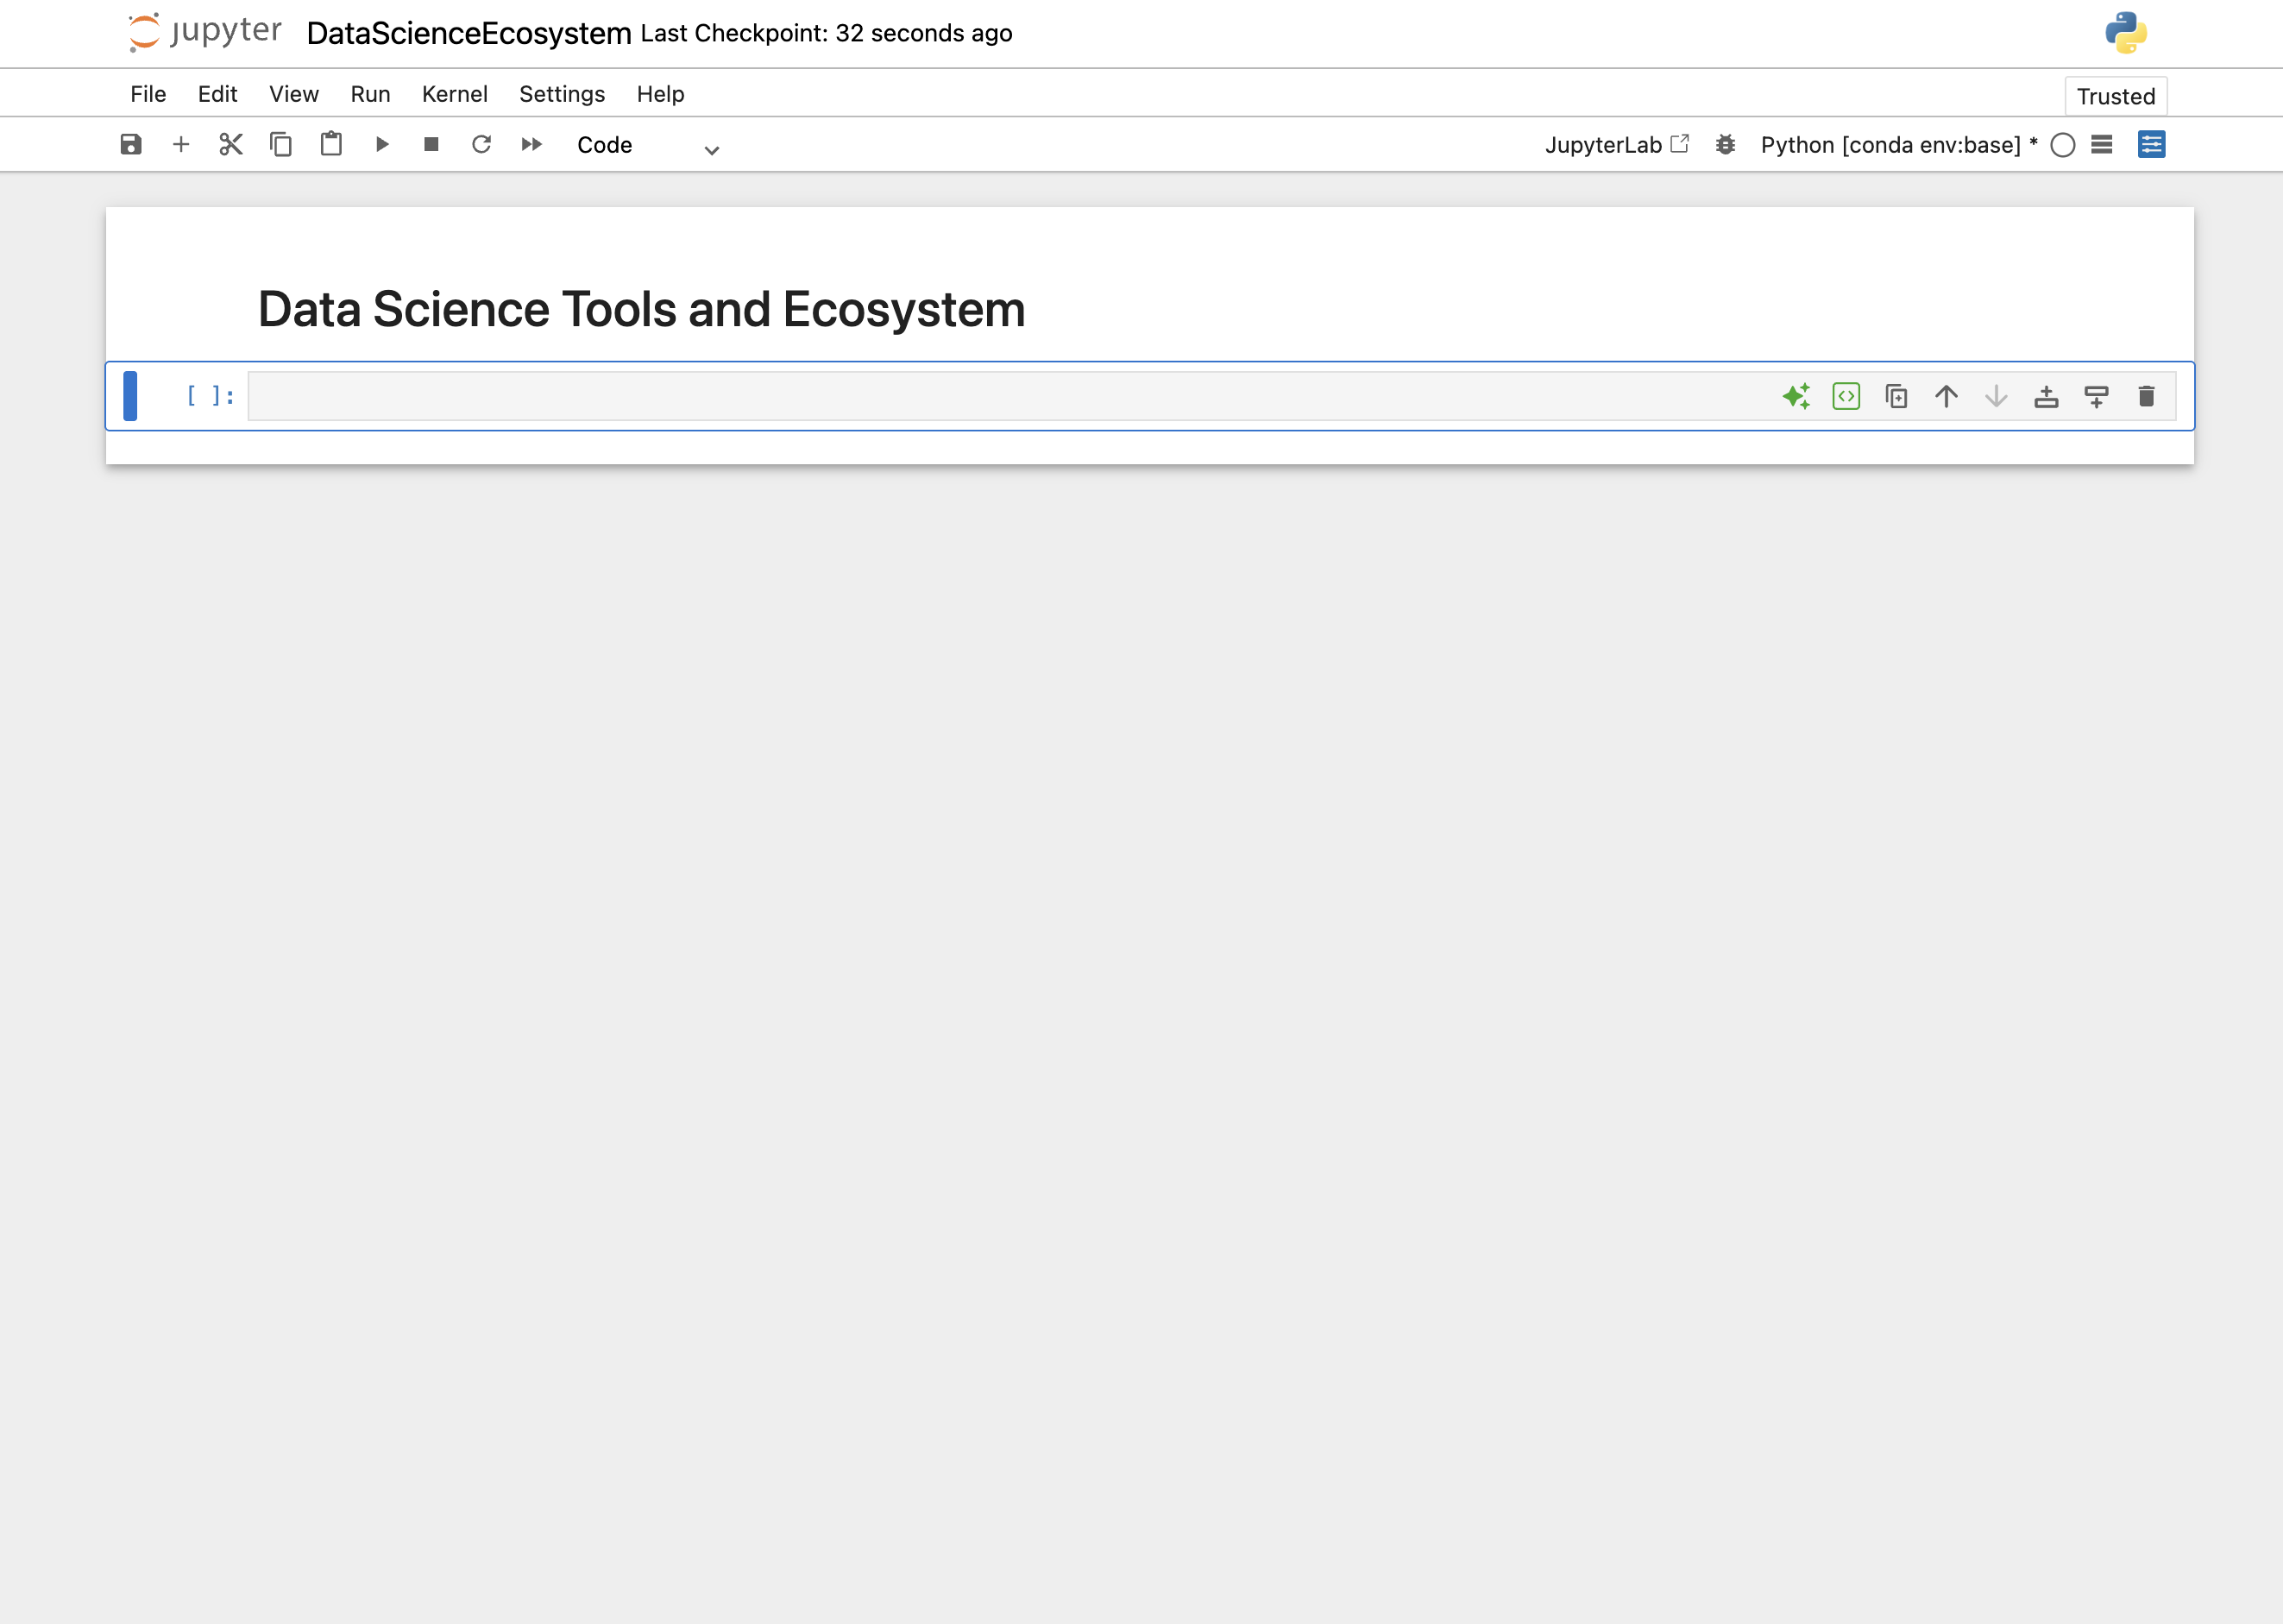 jupyter DataScienceEcosystem Last Checkpoint: 32 seconds ago
File Edit View Run Kernel Settings Help Trusted
Code JupyterLab Python [conda env:base] *
Data Science Tools and Ecosystem
[ ]: